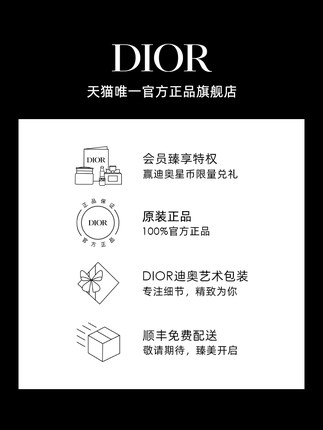 DIOR
天猫唯一官方正品旗舰店
DIOR
会员臻享特权
赢迪奥星币限量兑礼
正品保证
DIOR
官方正品
原装正品
100%官方正品
DIOR迪奥艺术包装
专注细节，精致为你
顺丰免费配送
敬请期待，臻美开启